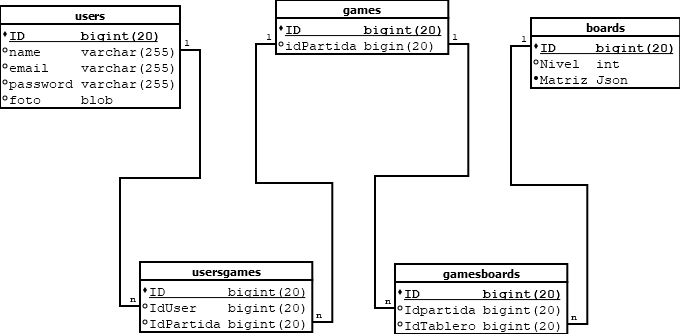 users
ID bigint(20)
name varchar(255)
email varchar(255)
password varchar(255)
foto blob
1
games
ID bigint(20)
idPartida bigin(20)
1
1
boards
ID bigint(20)
Nivel int
Matriz Json
1
usersgames
ID bigint(20)
IdUser bigint(20)
IdPartida bigint(20)
n
n
gamesboards
ID bigint(20)
Idpartida bigint(20)
IdTablero bigint(20)
n
n